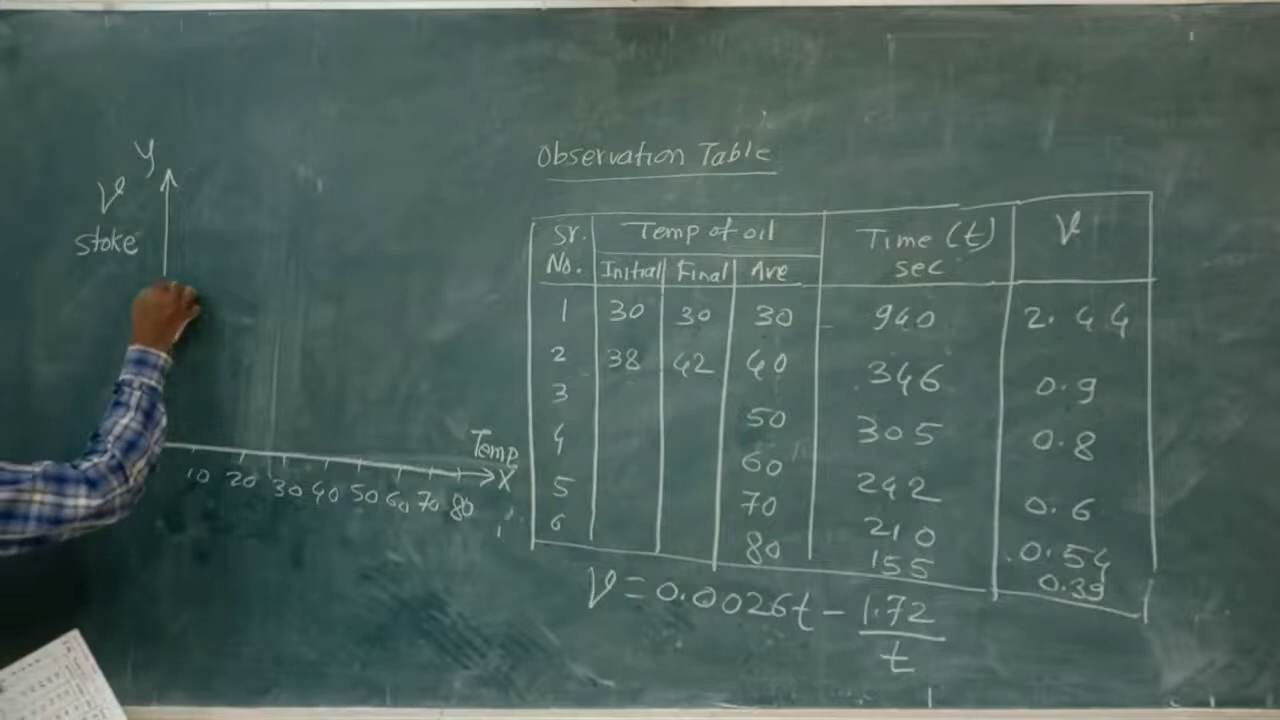 y
ν
stoke
Temp
X
10 20 30 40 50 60 70 80
Observation Table
Sr. No. Temp of oil Time (t) sec ν
Initial Final Ave
1 30 30 30 940 2.44
2 38 42 40 346 0.9
3 50 305 0.8
4 60 242 0.6
5 70 210 0.54
6 80 155 0.39
ν = 0.0026t - 1.72/t